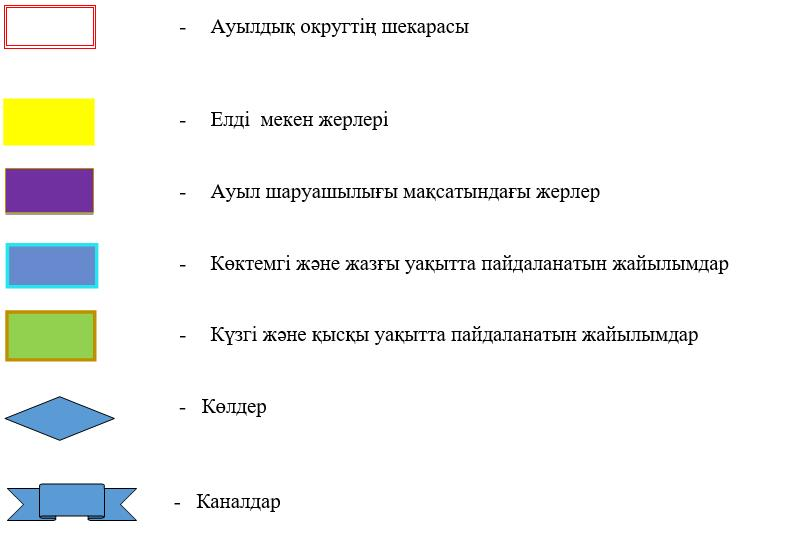 - Ауылдық округтің шекарасы
- Елді мекен жерлері
- Ауыл шаруашылығы мақсатындағы жерлер
- Көктемгі және жазғы уақытта пайдаланатын жайылымдар
- Күзгі және қысқы уақытта пайдаланатын жайылымдар
- Көлдер
- Каналдар